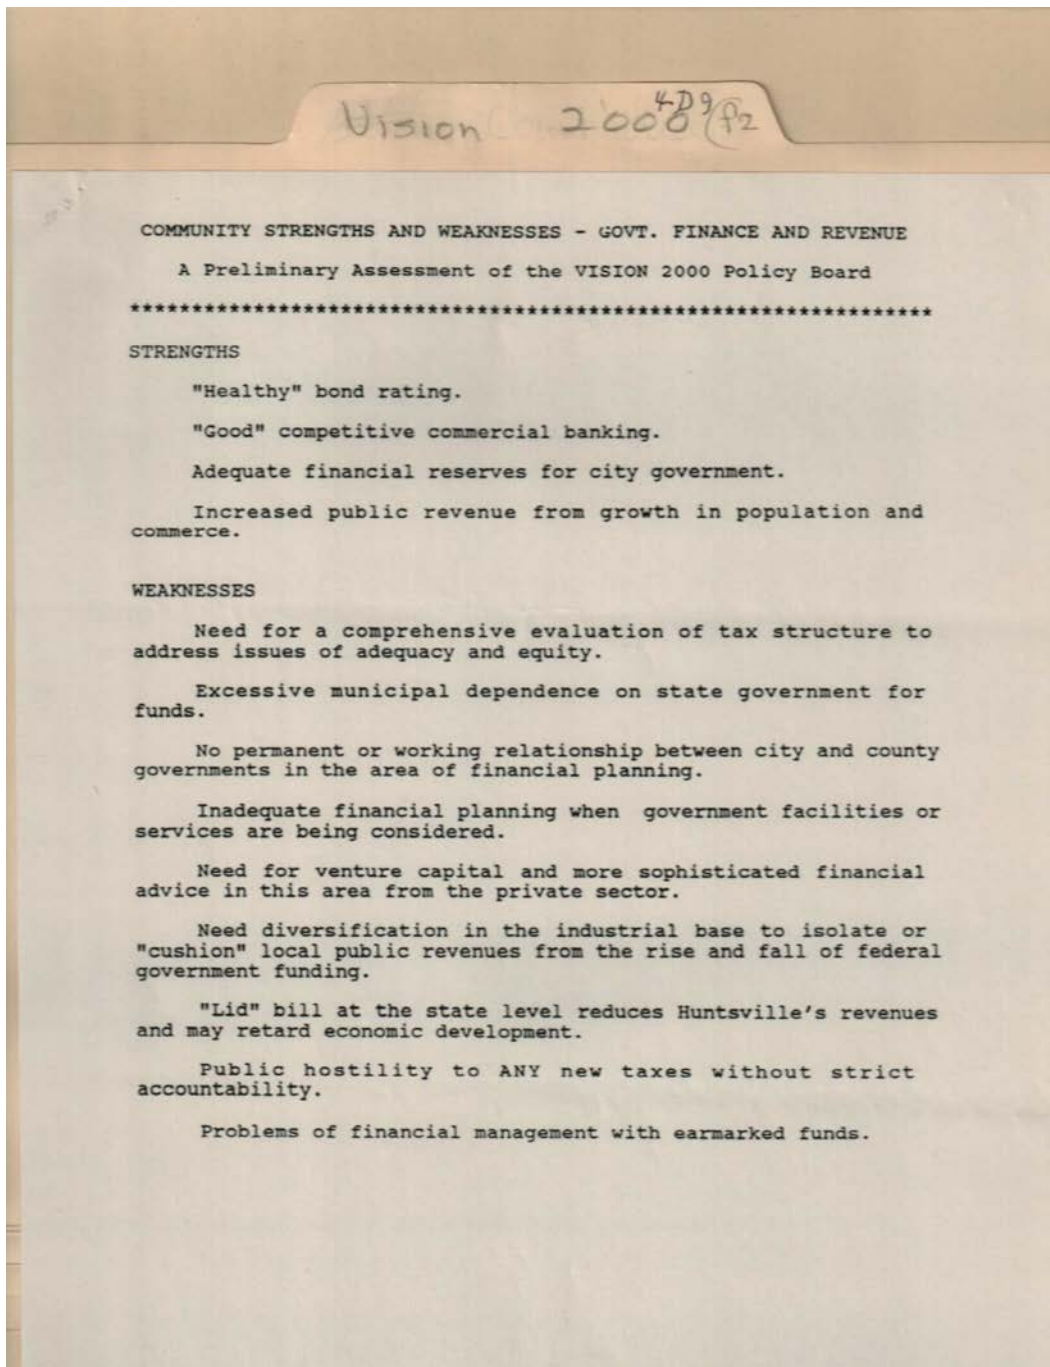 Vision 2000 4-D9 (f2
COMMUNITY STRENGTHS AND WEAKNESSES - GOVT. FINANCE AND REVENUE
A Preliminary Assessment of the VISION 2000 Policy Board
*****************************************************************
STRENGTHS
"Healthy" bond rating.
"Good" competitive commercial banking.
Adequate financial reserves for city government.
Increased public revenue from growth in population and
commerce.
WEAKNESSES
Need for a comprehensive evaluation of tax structure to
address issues of adequacy and equity.
Excessive municipal dependence on state government for
funds.
No permanent or working relationship between city and county
governments in the area of financial planning.
Inadequate financial planning when  government facilities or
services are being considered.
Need for venture capital and more sophisticated financial
advice in this area from the private sector.
Need diversification in the industrial base to isolate or
"cushion" local public revenues from the rise and fall of federal
government funding.
"Lid" bill at the state level reduces Huntsville's revenues
and may retard economic development.
Public hostility to ANY new taxes without strict
accountability.
Problems of financial management with earmarked funds.